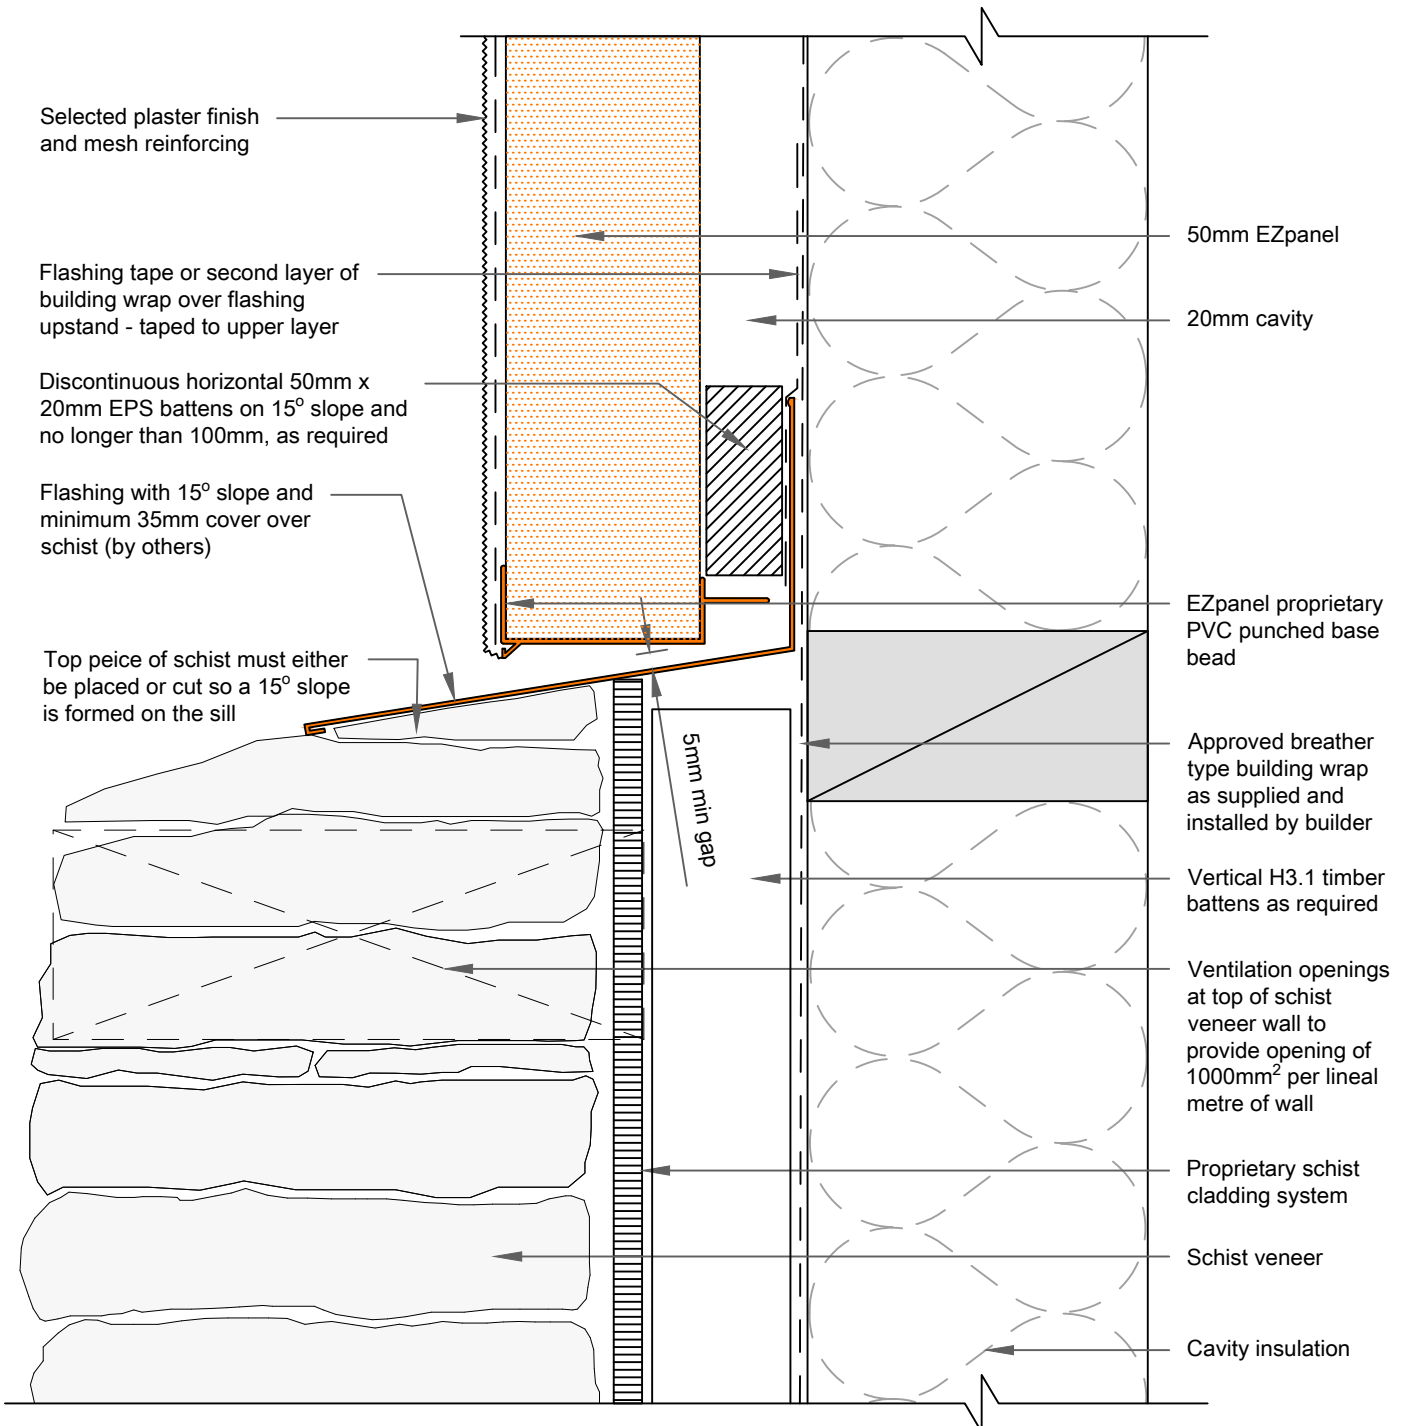 Selected plaster finish
and mesh reinforcing
Flashing tape or second layer of
building wrap over flashing
upstand - taped to upper layer
Discontinuous horizontal 50mm x
20mm EPS battens on 15° slope and
no longer than 100mm, as required
Flashing with 15° slope and
minimum 35mm cover over
schist (by others)
Top peice of schist must either
be placed or cut so a 15° slope
is formed on the sill
5mm min gap
50mm EZpanel
20mm cavity
EZpanel proprietary
PVC punched base
bead
Approved breather
type building wrap
as supplied and
installed by builder
Vertical H3.1 timber
battens as required
Ventilation openings
at top of schist
veneer wall to
provide opening of
1000mm² per lineal
metre of wall
Proprietary schist
cladding system
Schist veneer
Cavity insulation